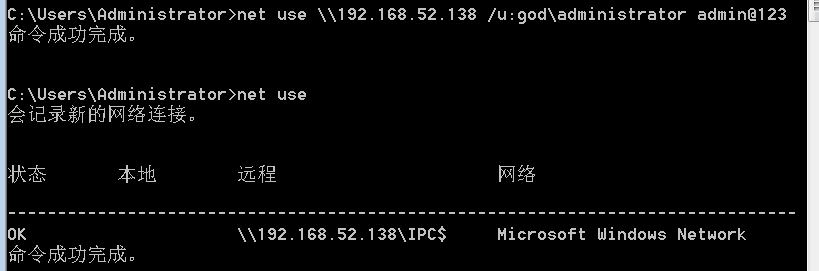 C:\Users\Administrator>net use \\192.168.52.138 /u:god\administrator admin@123
命令成功完成。
C:\Users\Administrator>net use
会记录新的网络连接。
状态 本地 远程 网络
-------------------------------------------------------------------------------
OK \\192.168.52.138\IPC$ Microsoft Windows Network
命令成功完成。